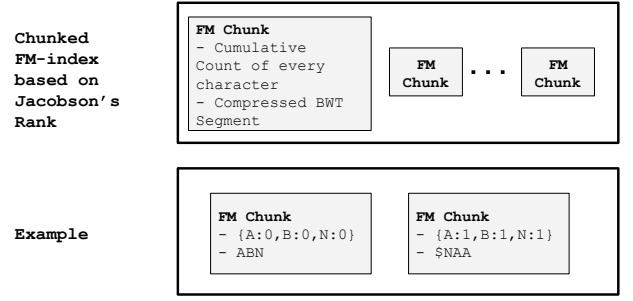 Chunked
FM-index
based on
Jacobson's
Rank
FM Chunk
- Cumulative
Count of every
character
- Compressed BWT
Segment
FM
Chunk
...
FM
Chunk
Example
FM Chunk
- {A:0,B:0,N:0}
- ABN
FM Chunk
- {A:1,B:1,N:1}
- $NAA